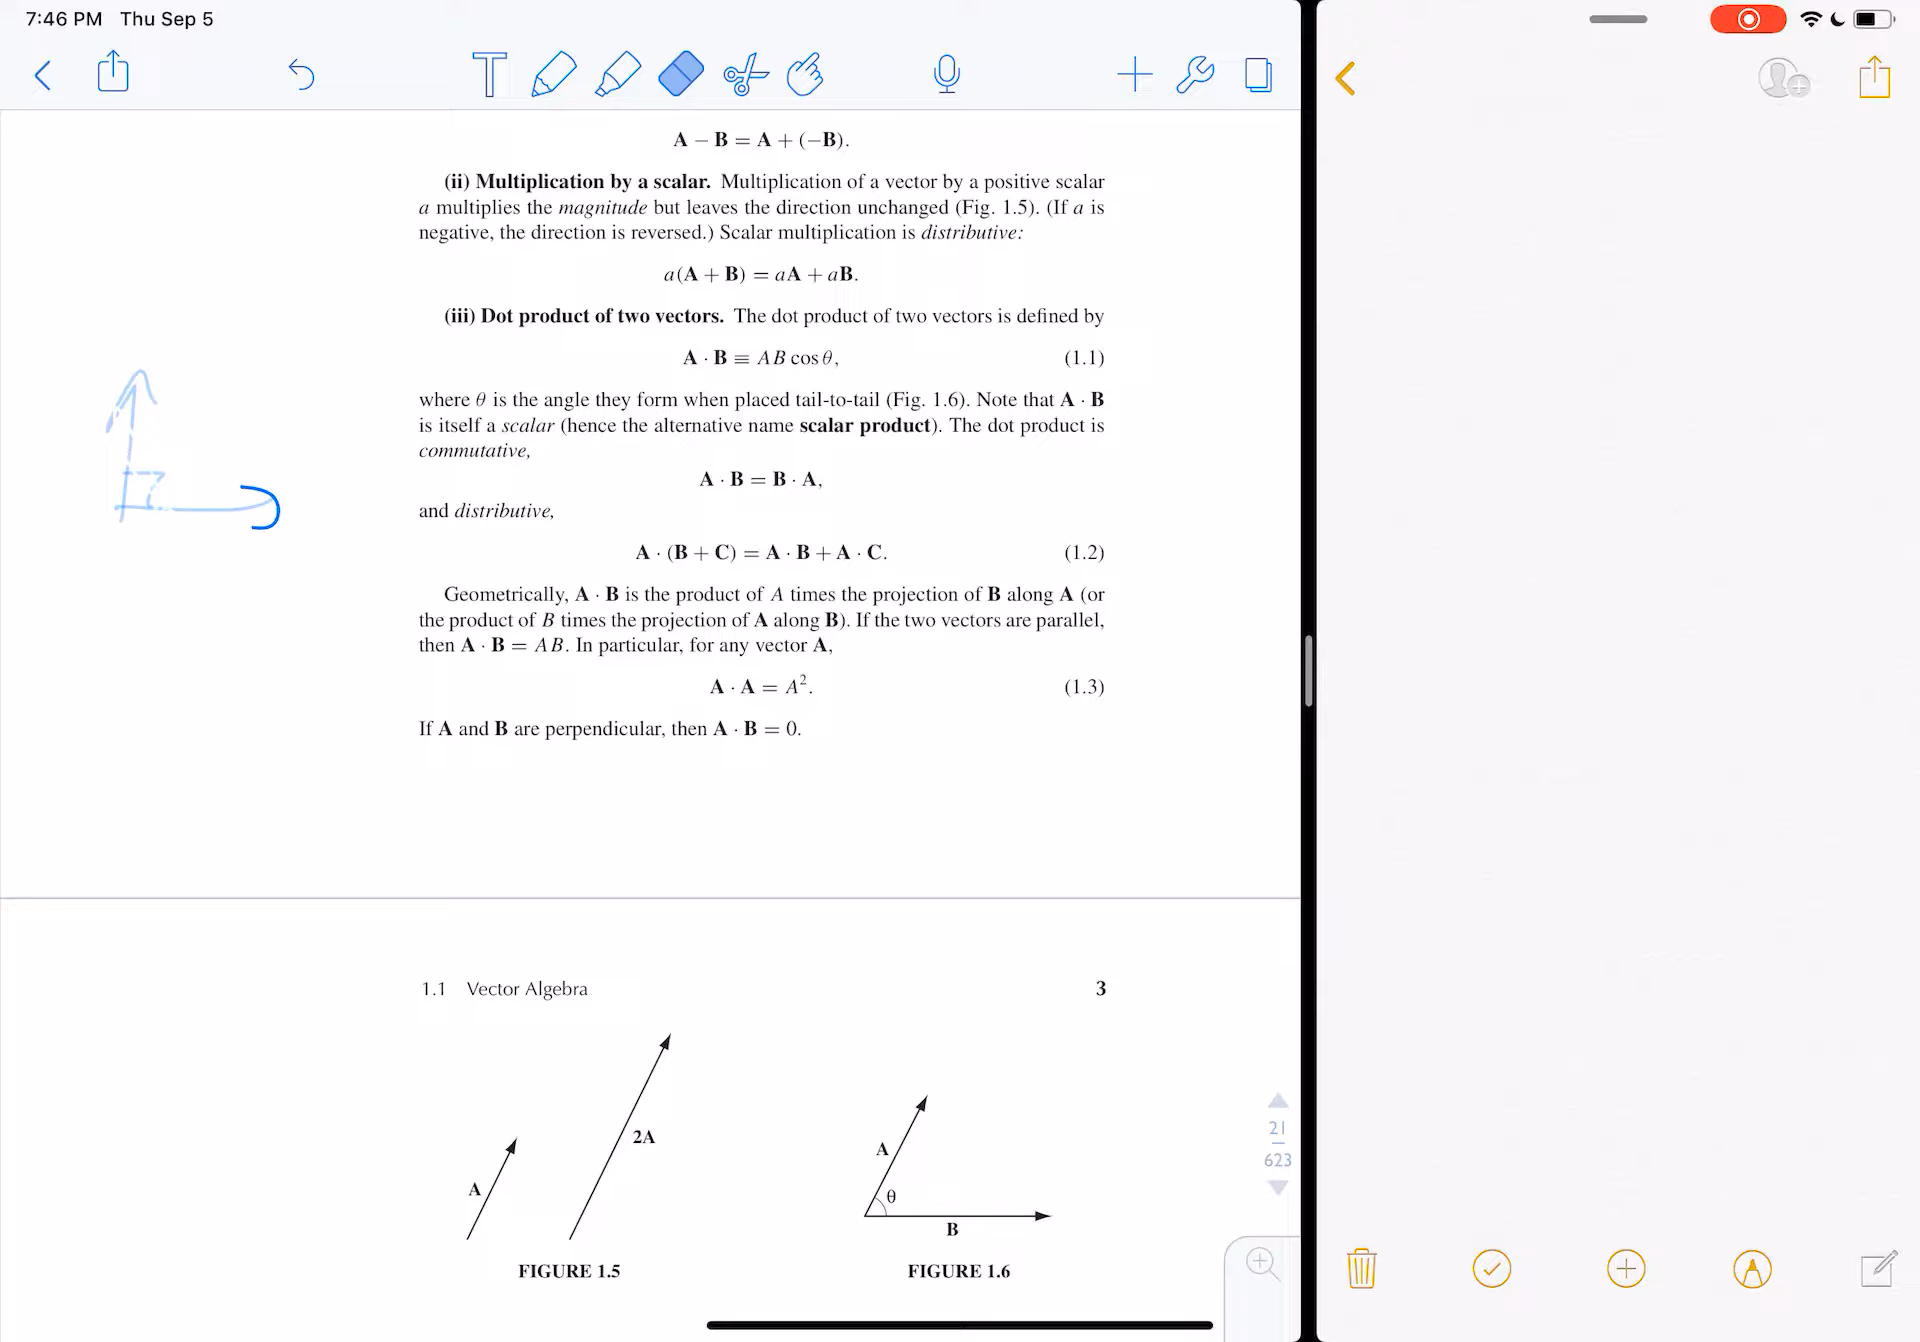 7:46 PM Thu Sep 5
T
A − B = A + (−B).
(ii) Multiplication by a scalar. Multiplication of a vector by a positive scalar
a multiplies the magnitude but leaves the direction unchanged (Fig. 1.5). (If a is
negative, the direction is reversed.) Scalar multiplication is distributive:
a(A + B) = aA + aB.
(iii) Dot product of two vectors. The dot product of two vectors is defined by
A · B ≡ AB cos θ, (1.1)
where θ is the angle they form when placed tail-to-tail (Fig. 1.6). Note that A · B
is itself a scalar (hence the alternative name scalar product). The dot product is
commutative,
A · B = B · A,
and distributive,
A · (B + C) = A · B + A · C. (1.2)
Geometrically, A · B is the product of A times the projection of B along A (or
the product of B times the projection of A along B). If the two vectors are parallel,
then A · B = AB. In particular, for any vector A,
A · A = A². (1.3)
If A and B are perpendicular, then A · B = 0.
1.1 Vector Algebra 3
A
2A
A
θ
B
FIGURE 1.5
FIGURE 1.6
21
623